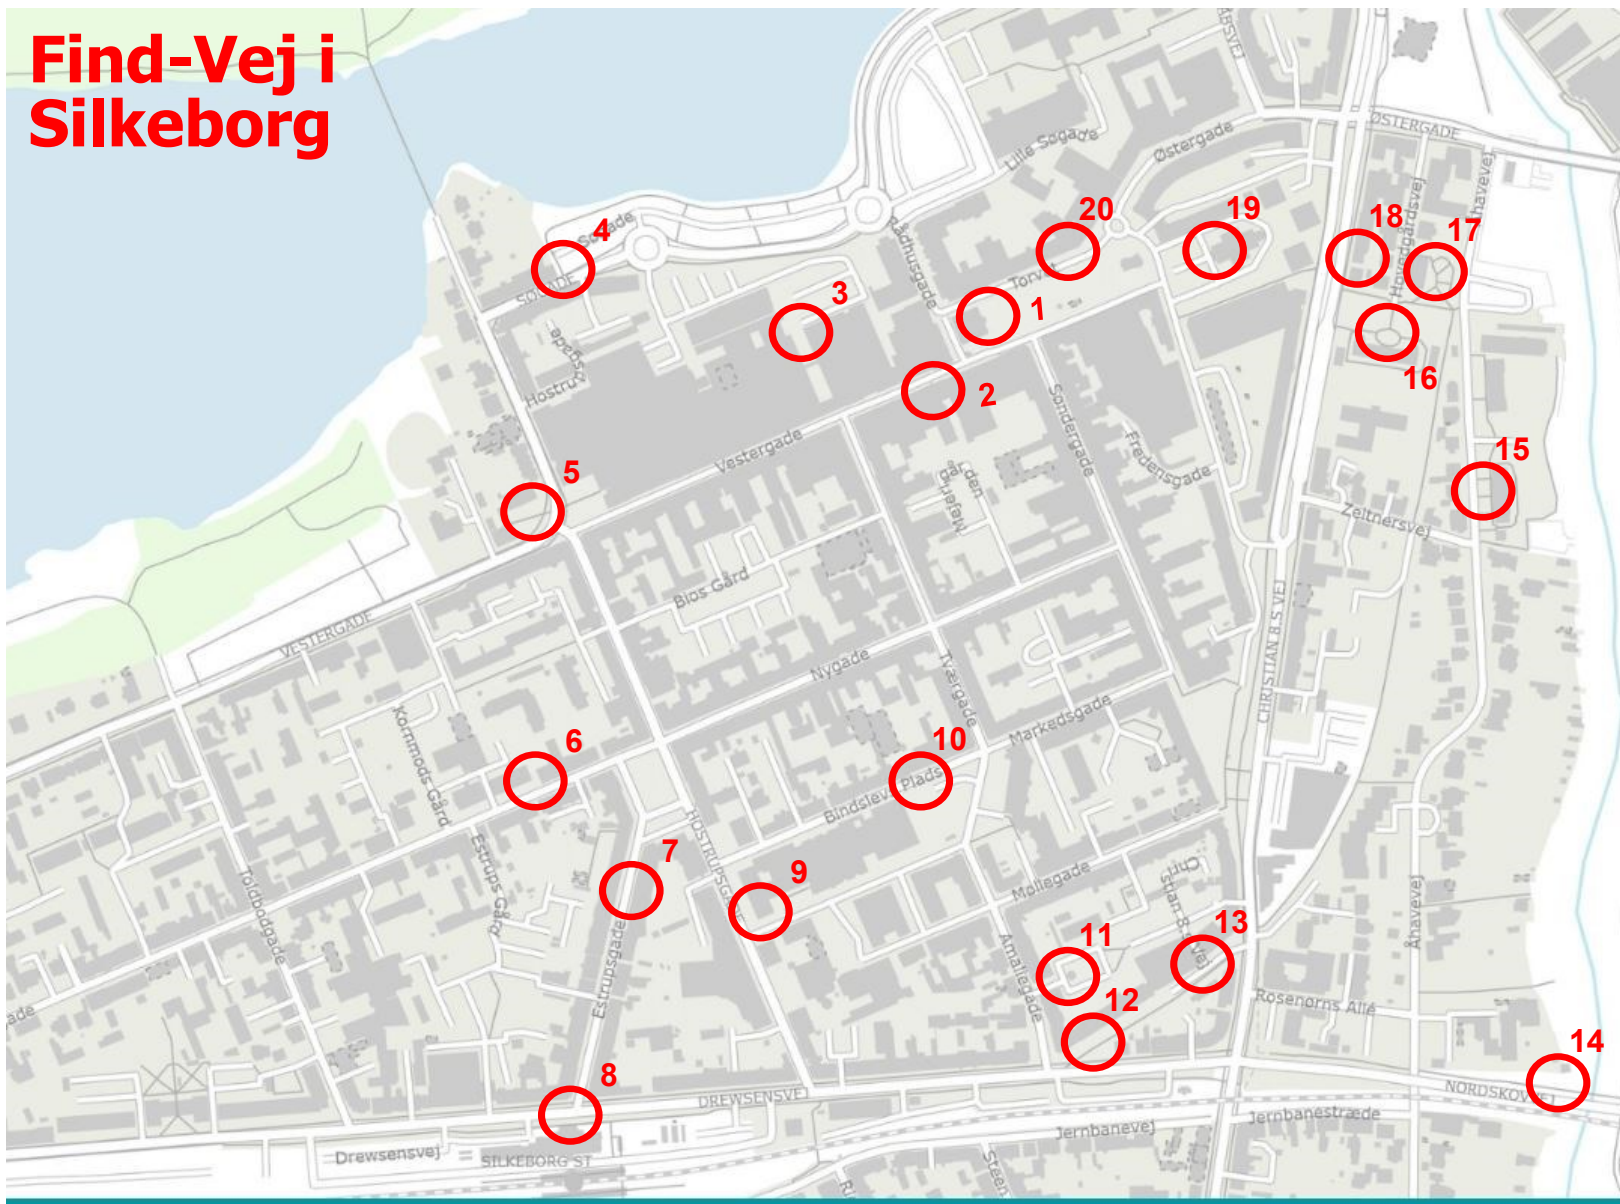 Find-Vej i
Silkeborg
ØSTERGADE
Lille Søgade
Østergade
Åhavevej
Søgade
4
20
19
18
17
Rådhusgade
Hovedgårdsvej
SØGADE
Torvet
3
1
Hostrupsgade
16
2
Vestergade
Søndergade
Fredensgade
15
5
Majengården
Zeltnersvej
Blos Gård
VESTERGADE
CHRISTIAN 8.S VEJ
Nygade
Tværgade
Kornmods Gård
Markedsgade
6
10
Bindslevs Plads
HOSTRUPSGADE
Estrups Gård
7
9
Møllegade
Christian 8.s Vej
Toldbodgade
Åhavevej
11
13
Estrupsgade
Amaliegade
12
Rosenørns Allé
14
8
DREWSENSVEJ
NORDSKOVVEJ
Jernbanestræde
Jernbanevej
Drewsensvej
SILKEBORG ST
Steen